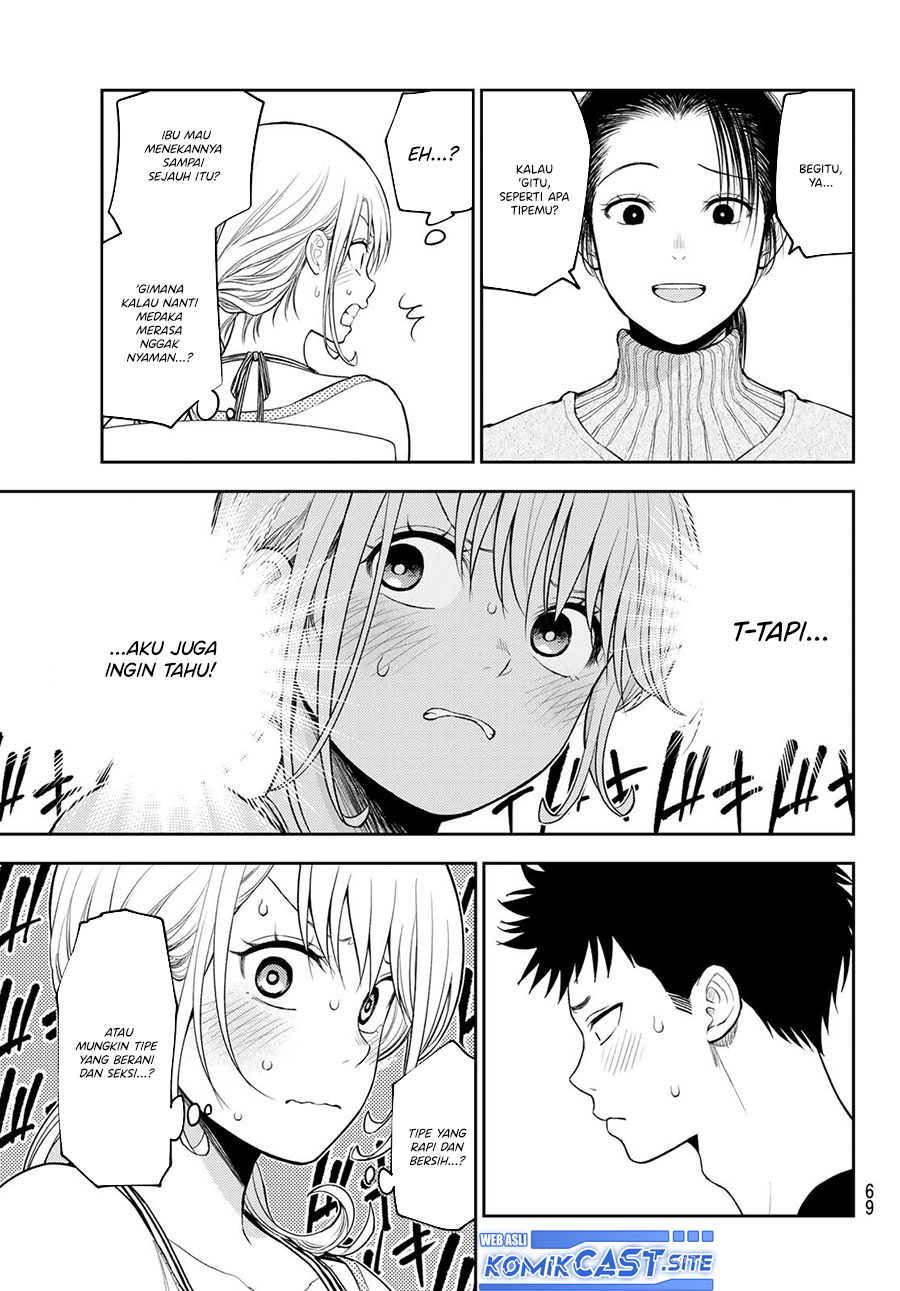 BEGITU,
YA...
KALAU
'GITU,
SEPERTI APA
TIPEMU?
EH...?
IBU MAU
MENEKANNYA
SAMPAI
SEJAUH ITU?
'GIMANA
KALAU NANTI
MEDAKA
MERASA
NGGAK
NYAMAN...?
T-TAPI...
...AKU JUGA
INGIN TAHU!
TIPE YANG
RAPI DAN
BERSIH...?
ATAU
MUNGKIN TIPE
YANG BERANI
DAN SEKSI...?
69
WEB ASLI
KOMIKCAST.SITE